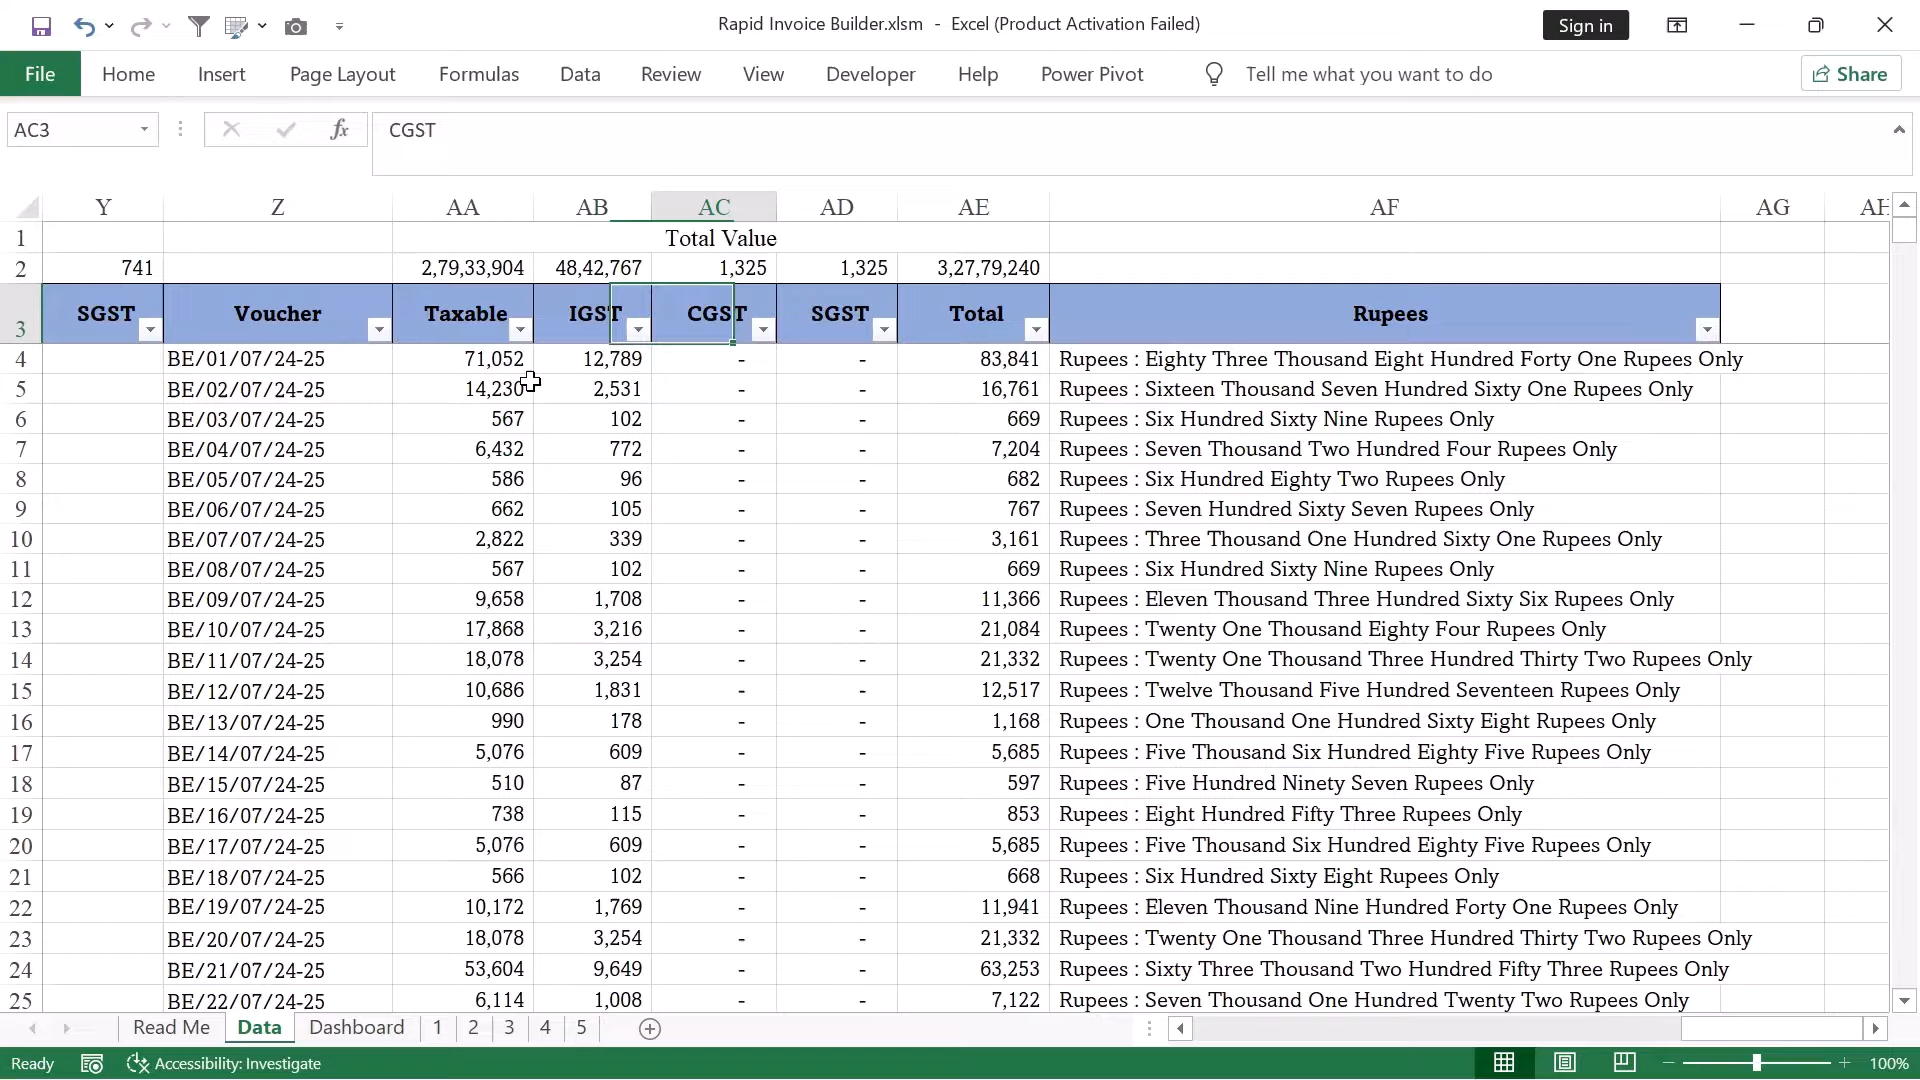 Rapid Invoice Builder.xlsm - Excel (Product Activation Failed)
Sign in
File Home Insert Page Layout Formulas Data Review View Developer Help Power Pivot Tell me what you want to do Share
AC3 fx CGST
Y Z AA AB AC AD AE AF AG AH
1 Total Value
2 741 2,79,33,904 48,42,767 1,325 1,325 3,27,79,240
3 SGST Voucher Taxable IGST CGST SGST Total Rupees
4 BE/01/07/24-25 71,052 12,789 - - 83,841 Rupees : Eighty Three Thousand Eight Hundred Forty One Rupees Only
5 BE/02/07/24-25 14,230 2,531 - - 16,761 Rupees : Sixteen Thousand Seven Hundred Sixty One Rupees Only
6 BE/03/07/24-25 567 102 - - 669 Rupees : Six Hundred Sixty Nine Rupees Only
7 BE/04/07/24-25 6,432 772 - - 7,204 Rupees : Seven Thousand Two Hundred Four Rupees Only
8 BE/05/07/24-25 586 96 - - 682 Rupees : Six Hundred Eighty Two Rupees Only
9 BE/06/07/24-25 662 105 - - 767 Rupees : Seven Hundred Sixty Seven Rupees Only
10 BE/07/07/24-25 2,822 339 - - 3,161 Rupees : Three Thousand One Hundred Sixty One Rupees Only
11 BE/08/07/24-25 567 102 - - 669 Rupees : Six Hundred Sixty Nine Rupees Only
12 BE/09/07/24-25 9,658 1,708 - - 11,366 Rupees : Eleven Thousand Three Hundred Sixty Six Rupees Only
13 BE/10/07/24-25 17,868 3,216 - - 21,084 Rupees : Twenty One Thousand Eighty Four Rupees Only
14 BE/11/07/24-25 18,078 3,254 - - 21,332 Rupees : Twenty One Thousand Three Hundred Thirty Two Rupees Only
15 BE/12/07/24-25 10,686 1,831 - - 12,517 Rupees : Twelve Thousand Five Hundred Seventeen Rupees Only
16 BE/13/07/24-25 990 178 - - 1,168 Rupees : One Thousand One Hundred Sixty Eight Rupees Only
17 BE/14/07/24-25 5,076 609 - - 5,685 Rupees : Five Thousand Six Hundred Eighty Five Rupees Only
18 BE/15/07/24-25 510 87 - - 597 Rupees : Five Hundred Ninety Seven Rupees Only
19 BE/16/07/24-25 738 115 - - 853 Rupees : Eight Hundred Fifty Three Rupees Only
20 BE/17/07/24-25 5,076 609 - - 5,685 Rupees : Five Thousand Six Hundred Eighty Five Rupees Only
21 BE/18/07/24-25 566 102 - - 668 Rupees : Six Hundred Sixty Eight Rupees Only
22 BE/19/07/24-25 10,172 1,769 - - 11,941 Rupees : Eleven Thousand Nine Hundred Forty One Rupees Only
23 BE/20/07/24-25 18,078 3,254 - - 21,332 Rupees : Twenty One Thousand Three Hundred Thirty Two Rupees Only
24 BE/21/07/24-25 53,604 9,649 - - 63,253 Rupees : Sixty Three Thousand Two Hundred Fifty Three Rupees Only
25 BE/22/07/24-25 6,114 1,008 - - 7,122 Rupees : Seven Thousand One Hundred Twenty Two Rupees Only
Read Me Data Dashboard 1 2 3 4 5
Ready Accessibility: Investigate 100%